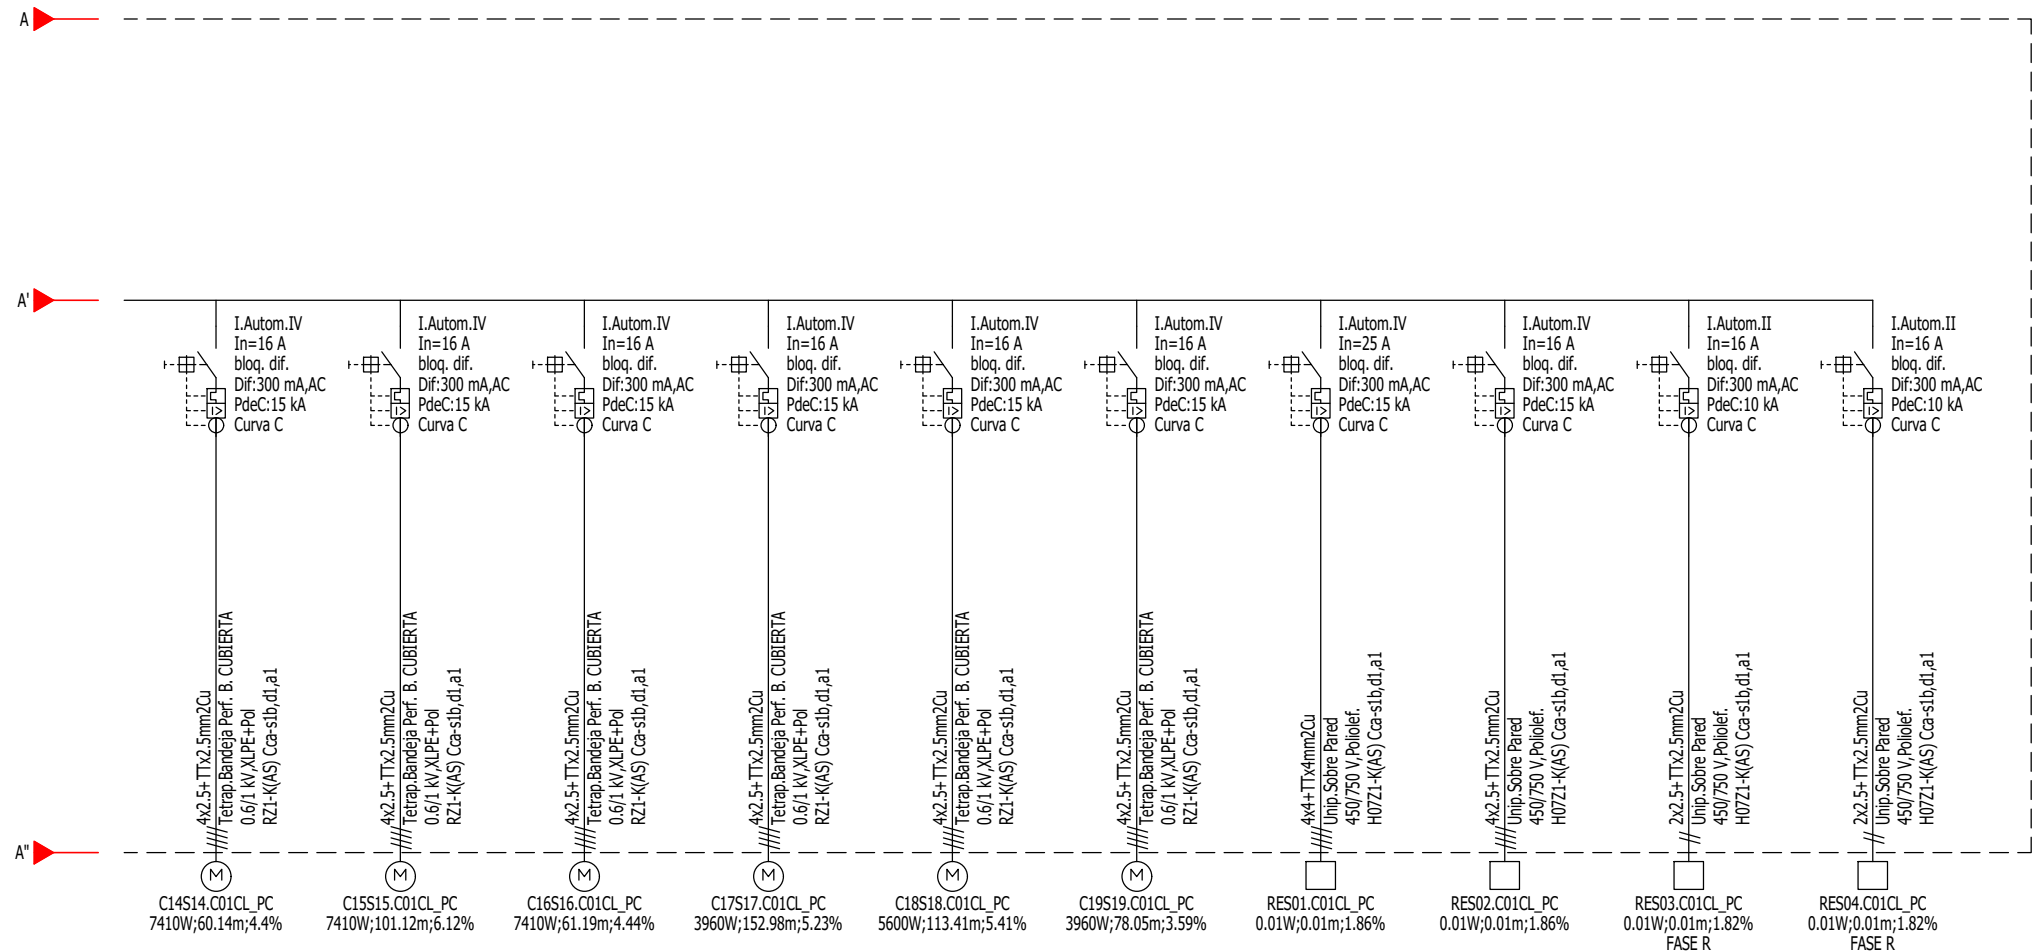 A
A'
I.Autom.IV
In=16 A
bloq. dif.
Dif:300 mA,AC
PdeC:15 kA
Curva C
I.Autom.IV
In=16 A
bloq. dif.
Dif:300 mA,AC
PdeC:15 kA
Curva C
I.Autom.IV
In=16 A
bloq. dif.
Dif:300 mA,AC
PdeC:15 kA
Curva C
I.Autom.IV
In=16 A
bloq. dif.
Dif:300 mA,AC
PdeC:15 kA
Curva C
I.Autom.IV
In=16 A
bloq. dif.
Dif:300 mA,AC
PdeC:15 kA
Curva C
I.Autom.IV
In=16 A
bloq. dif.
Dif:300 mA,AC
PdeC:15 kA
Curva C
I.Autom.IV
In=25 A
bloq. dif.
Dif:300 mA,AC
PdeC:15 kA
Curva C
I.Autom.IV
In=16 A
bloq. dif.
Dif:300 mA,AC
PdeC:15 kA
Curva C
I.Autom.II
In=16 A
bloq. dif.
Dif:300 mA,AC
PdeC:10 kA
Curva C
I.Autom.II
In=16 A
bloq. dif.
Dif:300 mA,AC
PdeC:10 kA
Curva C
4x2.5+TTx2.5mm2Cu
Tetrap.Bandeja Perf. B. CUBIERTA
0.6/1 kV,XLPE+Pol
RZ1-K(AS) Cca-s1b,d1,a1
4x2.5+TTx2.5mm2Cu
Tetrap.Bandeja Perf. B. CUBIERTA
0.6/1 kV,XLPE+Pol
RZ1-K(AS) Cca-s1b,d1,a1
4x2.5+TTx2.5mm2Cu
Tetrap.Bandeja Perf. B. CUBIERTA
0.6/1 kV,XLPE+Pol
RZ1-K(AS) Cca-s1b,d1,a1
4x2.5+TTx2.5mm2Cu
Tetrap.Bandeja Perf. B. CUBIERTA
0.6/1 kV,XLPE+Pol
RZ1-K(AS) Cca-s1b,d1,a1
4x2.5+TTx2.5mm2Cu
Tetrap.Bandeja Perf. B. CUBIERTA
0.6/1 kV,XLPE+Pol
RZ1-K(AS) Cca-s1b,d1,a1
4x2.5+TTx2.5mm2Cu
Tetrap.Bandeja Perf. B. CUBIERTA
0.6/1 kV,XLPE+Pol
RZ1-K(AS) Cca-s1b,d1,a1
4x4+TTx4mm2Cu
Unip.Sobre Pared
450/750 V,Poliolef.
H07Z1-K(AS) Cca-s1b,d1,a1
4x2.5+TTx2.5mm2Cu
Unip.Sobre Pared
450/750 V,Poliolef.
H07Z1-K(AS) Cca-s1b,d1,a1
2x2.5+TTx2.5mm2Cu
Unip.Sobre Pared
450/750 V,Poliolef.
H07Z1-K(AS) Cca-s1b,d1,a1
2x2.5+TTx2.5mm2Cu
Unip.Sobre Pared
450/750 V,Poliolef.
H07Z1-K(AS) Cca-s1b,d1,a1
A"
M
M
M
M
M
M
C14S14.C01CL_PC
7410W;60.14m;4.4%
C15S15.C01CL_PC
7410W;101.12m;6.12%
C16S16.C01CL_PC
7410W;61.19m;4.44%
C17S17.C01CL_PC
3960W;152.98m;5.23%
C18S18.C01CL_PC
5600W;113.41m;5.41%
C19S19.C01CL_PC
3960W;78.05m;3.59%
RES01.C01CL_PC
0.01W;0.01m;1.86%
RES02.C01CL_PC
0.01W;0.01m;1.86%
RES03.C01CL_PC
0.01W;0.01m;1.82%
FASE R
RES04.C01CL_PC
0.01W;0.01m;1.82%
FASE R